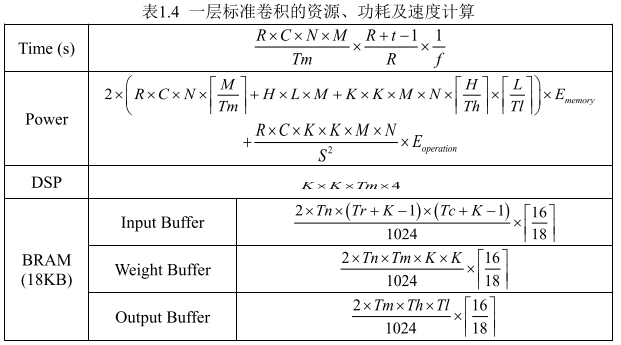 表1.4 一层标准卷积的资源、功耗及速度计算
Time (s) $\frac{R \times C \times N \times M}{Tm} \times \frac{R+t-1}{R} \times \frac{1}{f}$
Power $2 \times \left( R \times C \times N \times \left\lceil \frac{M}{Tm} \right\rceil + H \times L \times M + K \times K \times M \times N \times \left\lceil \frac{H}{Th} \right\rceil \times \left\lceil \frac{L}{Tl} \right\rceil \right) \times E_{memory}$
$+ \frac{R \times C \times K \times K \times M \times N}{S^2} \times E_{operation}$
DSP $K \times K \times Tm \times 4$
BRAM (18KB)
Input Buffer $\frac{2 \times Tn \times (Tr+K-1) \times (Tc+K-1)}{1024} \times \left\lceil \frac{16}{18} \right\rceil$
Weight Buffer $\frac{2 \times Tn \times Tm \times K \times K}{1024} \times \left\lceil \frac{16}{18} \right\rceil$
Output Buffer $\frac{2 \times Tm \times Th \times Tl}{1024} \times \left\lceil \frac{16}{18} \right\rceil$